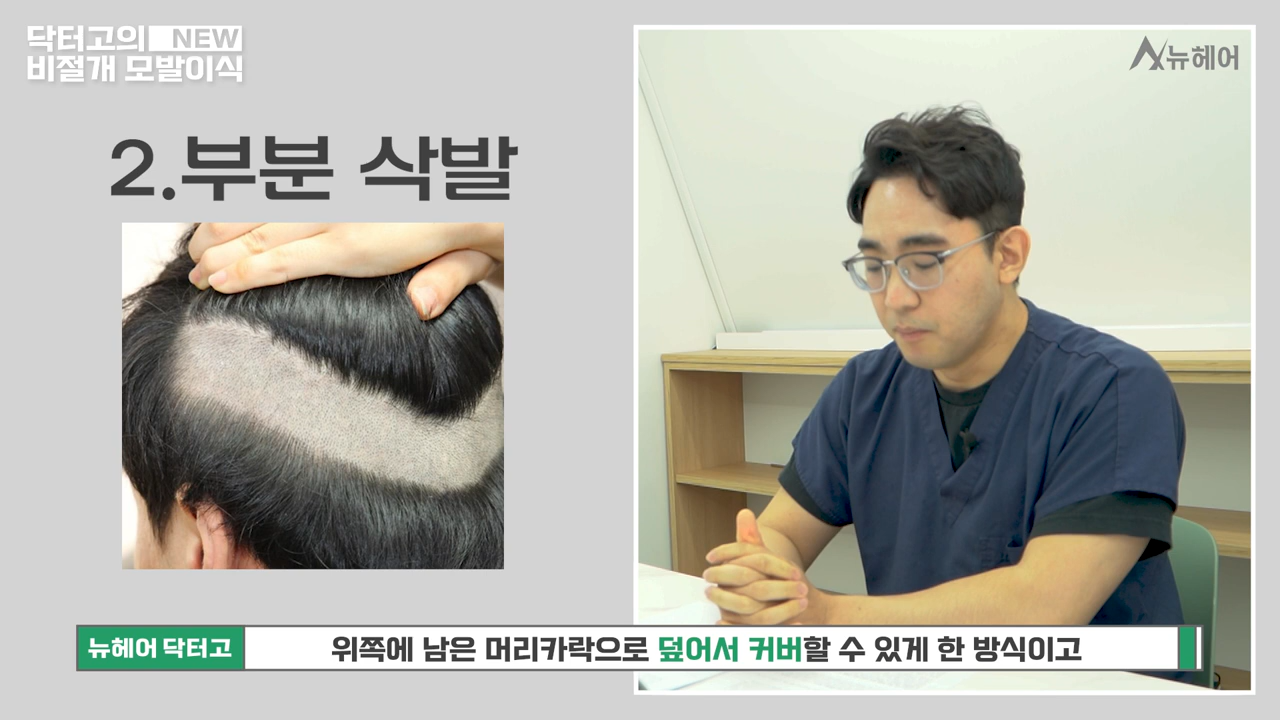 닥터고의 NEW
비절개 모발이식
뉴헤어
2.부분 삭발
뉴헤어 닥터고
위쪽에 남은 머리카락으로 덮어서 커버할 수 있게 한 방식이고